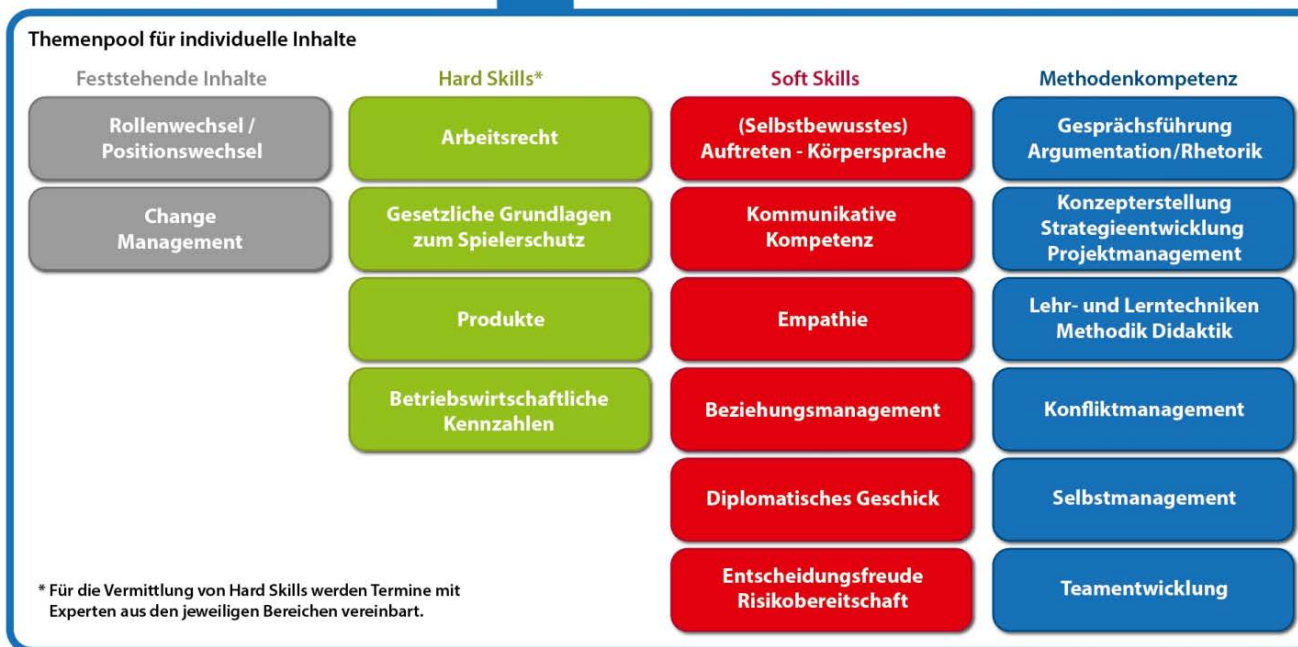 Themenpool für individuelle Inhalte
Feststehende Inhalte
Rollenwechsel /
Positionswechsel
Change
Management
Hard Skills*
Arbeitsrecht
Gesetzliche Grundlagen
zum Spielerschutz
Produkte
Betriebswirtschaftliche
Kennzahlen
Soft Skills
(Selbstbewusstes)
Auftreten - Körpersprache
Kommunikative
Kompetenz
Empathie
Beziehungsmanagement
Diplomatisches Geschick
Entscheidungsfreude
Risikobereitschaft
Methodenkompetenz
Gesprächsführung
Argumentation/Rhetorik
Konzepterstellung
Strategieentwicklung
Projektmanagement
Lehr- und Lerntechniken
Methodik Didaktik
Konfliktmanagement
Selbstmanagement
Teamentwicklung
* Für die Vermittlung von Hard Skills werden Termine mit
Experten aus den jeweiligen Bereichen vereinbart.